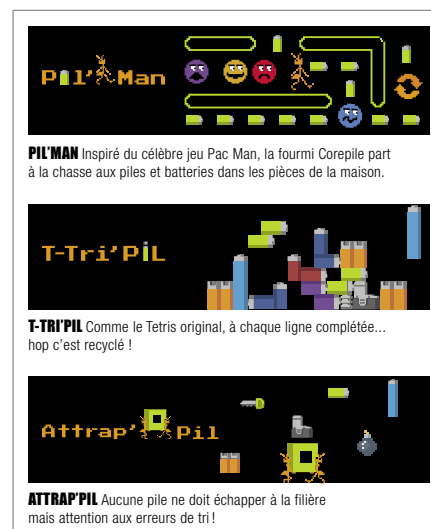 Pil' Man
PIL'MAN Inspiré du célèbre jeu Pac Man, la fourmi Corepile part
à la chasse aux piles et batteries dans les pièces de la maison.
T-Tri'PiL
T-TRI'PIL Comme le Tetris original, à chaque ligne complétée...
hop c'est recyclé !
Attrap' Pil
ATTRAP'PIL Aucune pile ne doit échapper à la filière
mais attention aux erreurs de tri !